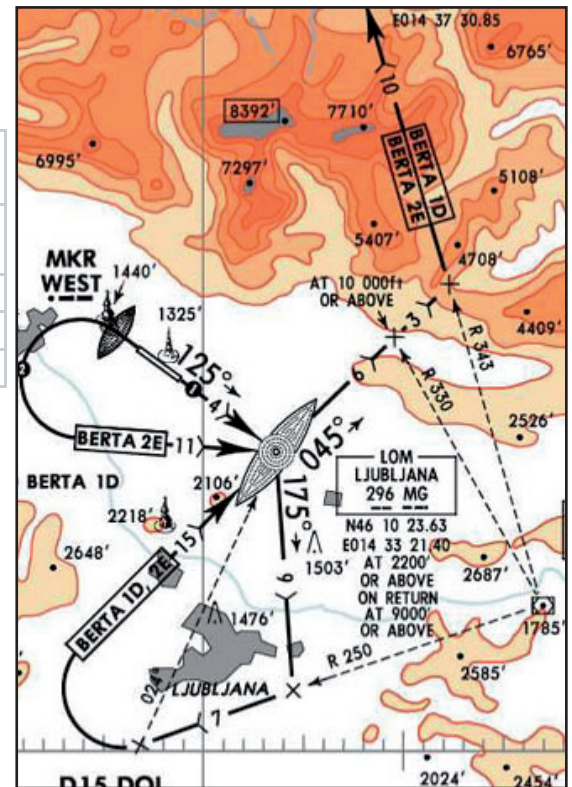 E014 37 30.85
6765'
10
8392'
7710'
6995'
7297'
BERTA 1D
BERTA 2E
5108'
5407'
4708'
MKR
WEST
1440'
1325'
AT 10 000ft
OR ABOVE
3
R 343
4409'
125°
1
2
4
6
R 330
2526'
BERTA 2E
11
045°
BERTA 1D
2106'
LOM
LJUBLJANA
296 MG
N46 10 23.63
E014 33 21.40
AT 2200'
OR ABOVE
ON RETURN
AT 9000'
OR ABOVE
175°
2218'
1503'
2648'
15
BERTA 1D, 2E
9
2687'
1785'
1476'
024°
LJUBLJANA
R 250
2585'
7
D15 DOL
2024'
2454'